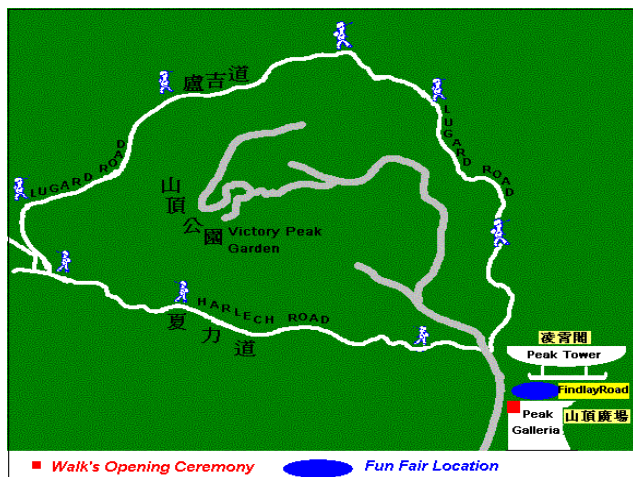 盧吉道
LUGARD ROAD
LUGARD ROAD
山頂公園
Victory Peak
Garden
HARLECH ROAD
夏力道
凌霄閣
Peak Tower
FindlayRoad
Peak
Galleria
山頂廣場
Walk's Opening Ceremony
Fun Fair Location